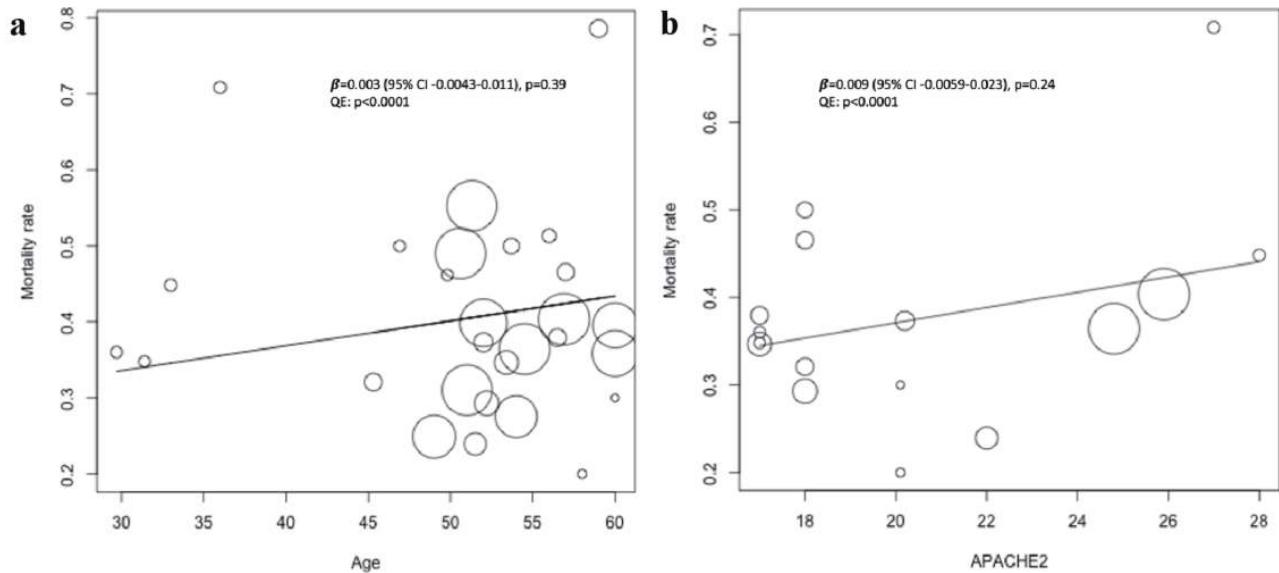 a
𝜷=0.003 (95% CI -0.0043-0.011), p=0.39
QE: p<0.0001
Mortality rate
0.8
0.7
0.6
0.5
0.4
0.3
0.2
30 35 40 45 50 55 60
Age
b
𝜷=0.009 (95% CI -0.0059-0.023), p=0.24
QE: p<0.0001
Mortality rate
0.7
0.6
0.5
0.4
0.3
0.2
18 20 22 24 26 28
APACHE2